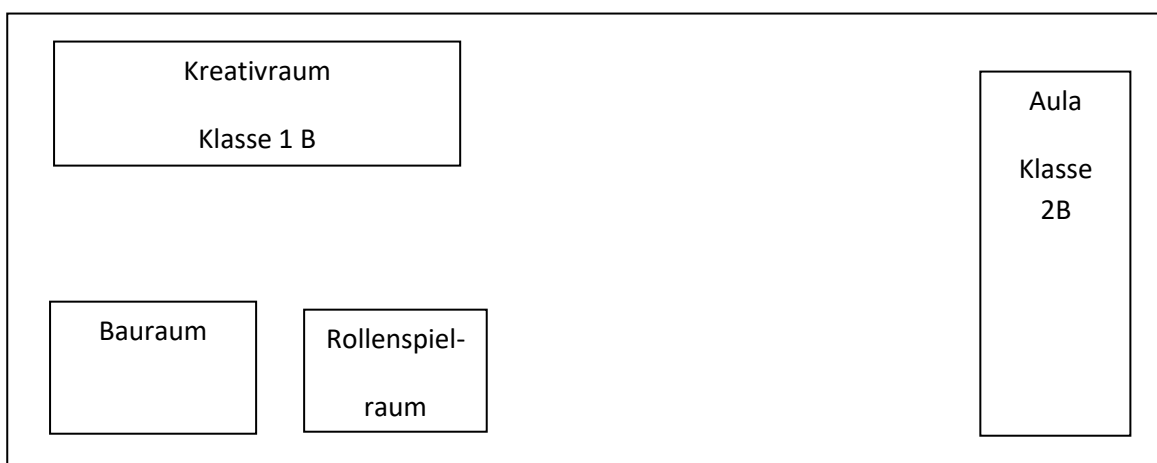 Kreativraum
Klasse 1 B
Aula
Klasse
2B
Bauraum
Rollenspiel-
raum